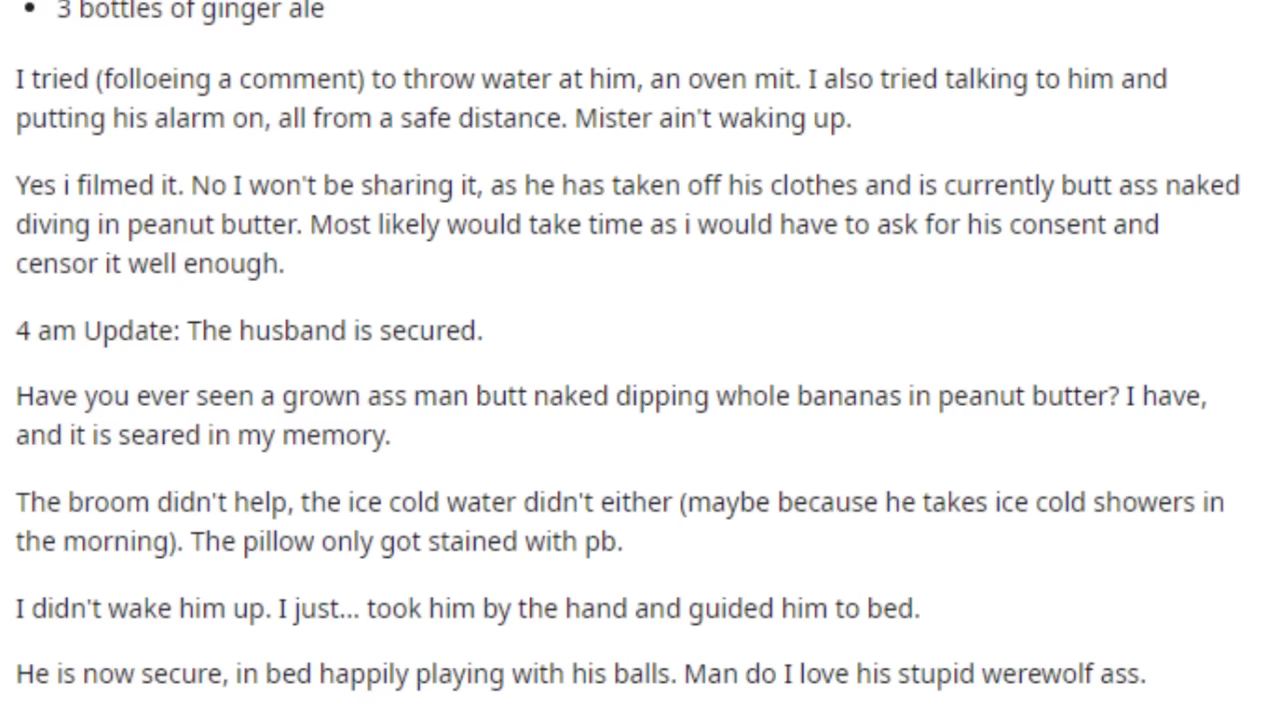 • 3 bottles of ginger ale
I tried (folloeing a comment) to throw water at him, an oven mit. I also tried talking to him and
putting his alarm on, all from a safe distance. Mister ain't waking up.
Yes i filmed it. No I won't be sharing it, as he has taken off his clothes and is currently butt ass naked
diving in peanut butter. Most likely would take time as i would have to ask for his consent and
censor it well enough.
4 am Update: The husband is secured.
Have you ever seen a grown ass man butt naked dipping whole bananas in peanut butter? I have,
and it is seared in my memory.
The broom didn't help, the ice cold water didn't either (maybe because he takes ice cold showers in
the morning). The pillow only got stained with pb.
I didn't wake him up. I just... took him by the hand and guided him to bed.
He is now secure, in bed happily playing with his balls. Man do I love his stupid werewolf ass.